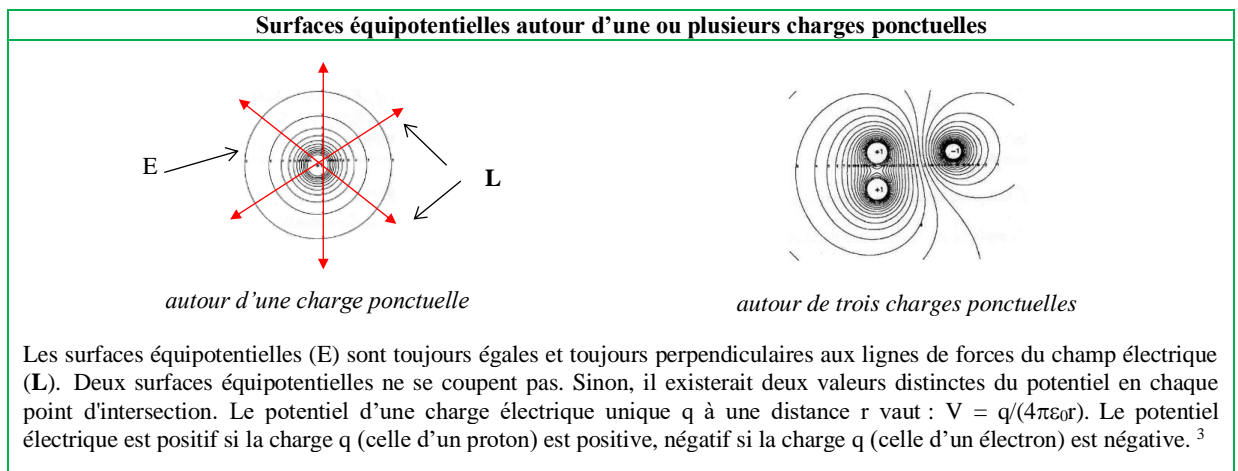 Surfaces équipotentielles autour d’une ou plusieurs charges ponctuelles
E
L
+1
-1
+1
autour d’une charge ponctuelle
autour de trois charges ponctuelles
Les surfaces équipotentielles (E) sont toujours égales et toujours perpendiculaires aux lignes de forces du champ électrique
(L). Deux surfaces équipotentielles ne se coupent pas. Sinon, il existerait deux valeurs distinctes du potentiel en chaque
point d'intersection. Le potentiel d’une charge électrique unique q à une distance r vaut : V = q/(4πε₀r). Le potentiel
électrique est positif si la charge q (celle d’un proton) est positive, négatif si la charge q (celle d’un électron) est négative. ³